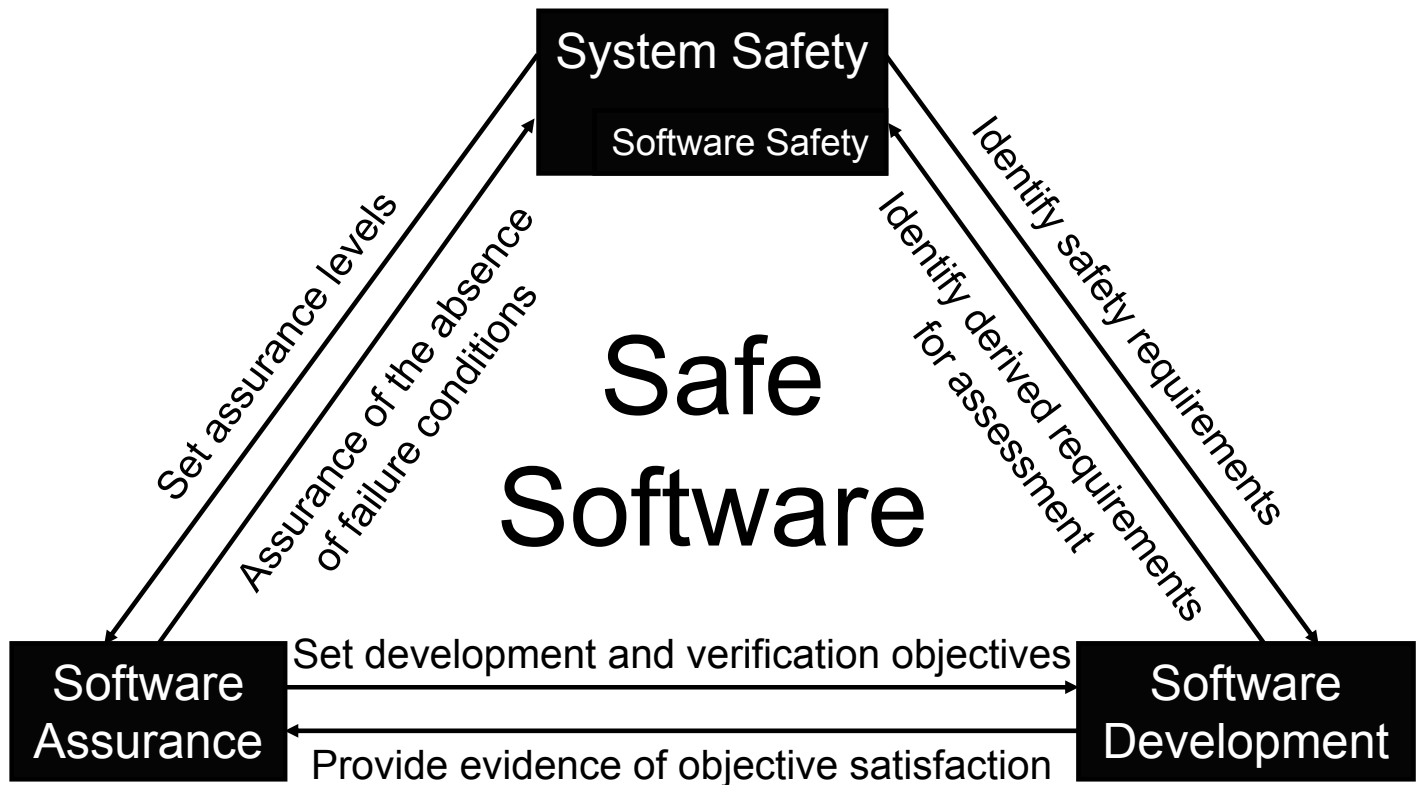 System Safety
Software Safety
Set assurance levels
Assurance of the absence
of failure conditions
Identify safety requirements
Identify derived requirements
for assessment
Safe
Software
Software
Assurance
Set development and verification objectives
Provide evidence of objective satisfaction
Software
Development